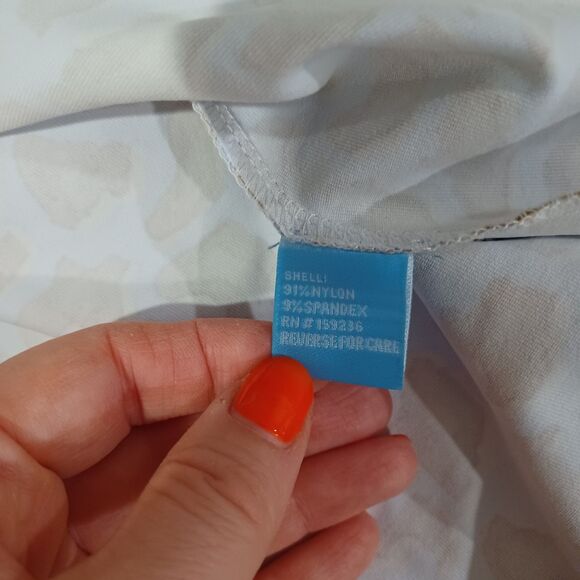 SHELL:
91%NYLON
9%SPANDEX
RN # 159236
REVERSE FOR CARE